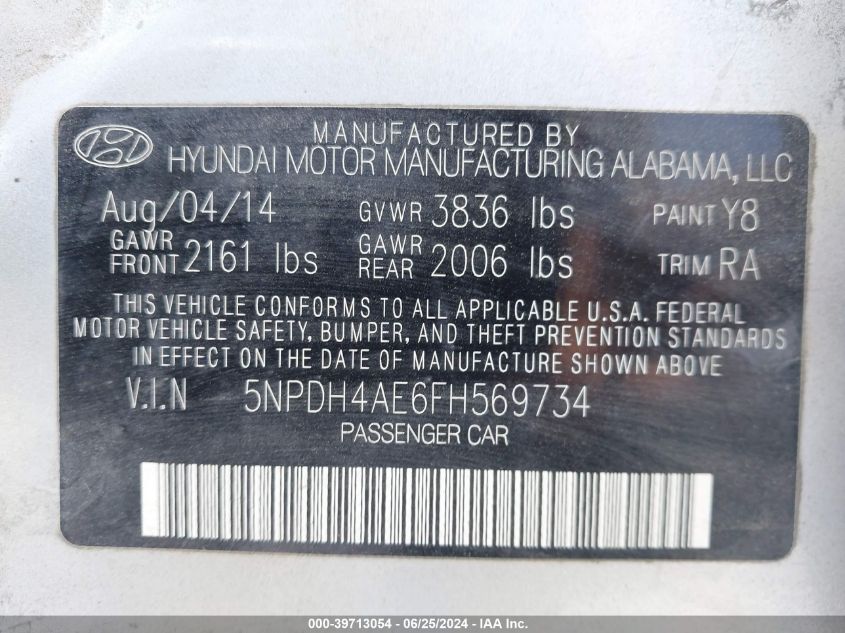 MANUFACTURED BY
HYUNDAI MOTOR MANUFACTURING ALABAMA, LLC
Aug/04/14 GVWR 3836 lbs PAINT Y8
GAWR FRONT 2161 lbs GAWR REAR 2006 lbs TRIM RA
THIS VEHICLE CONFORMS TO ALL APPLICABLE U.S.A. FEDERAL
MOTOR VEHICLE SAFETY, BUMPER, AND THEFT PREVENTION STANDARDS
IN EFFECT ON THE DATE OF MANUFACTURE SHOWN ABOVE
V.I.N 5NPDH4AE6FH569734
PASSENGER CAR
000-39713054 - 06/25/2024 - IAA Inc.